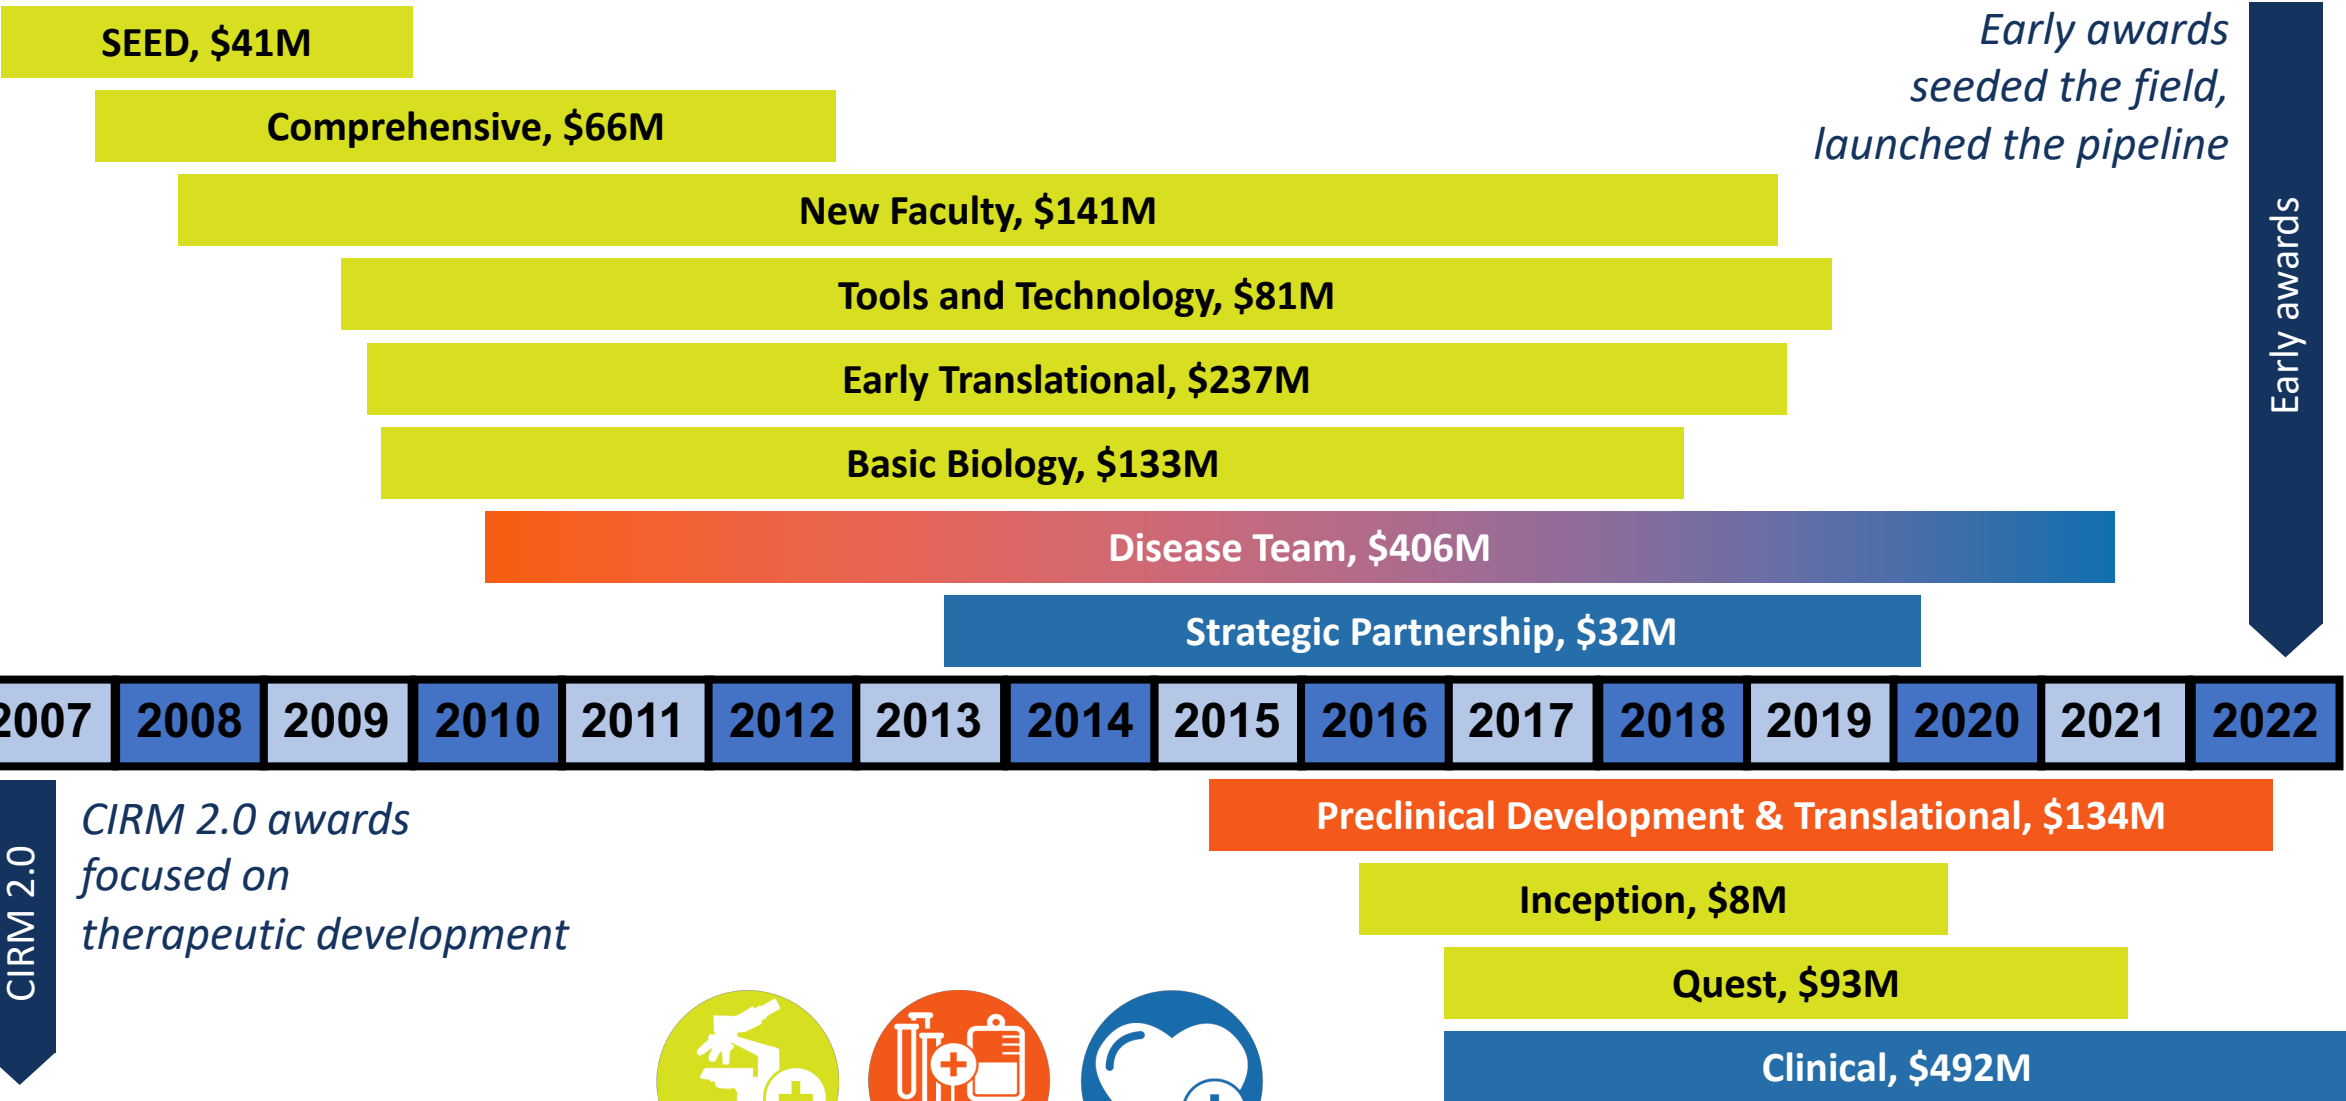 SEED, $41M
Early awards
seeded the field,
launched the pipeline
Comprehensive, $66M
New Faculty, $141M
Tools and Technology, $81M
Early Translational, $237M
Basic Biology, $133M
Disease Team, $406M
Strategic Partnership, $32M
Early awards
2007 2008 2009 2010 2011 2012 2013 2014 2015 2016 2017 2018 2019 2020 2021 2022
CIRM 2.0
CIRM 2.0 awards
focused on
therapeutic development
Preclinical Development & Translational, $134M
Inception, $8M
Quest, $93M
Clinical, $492M